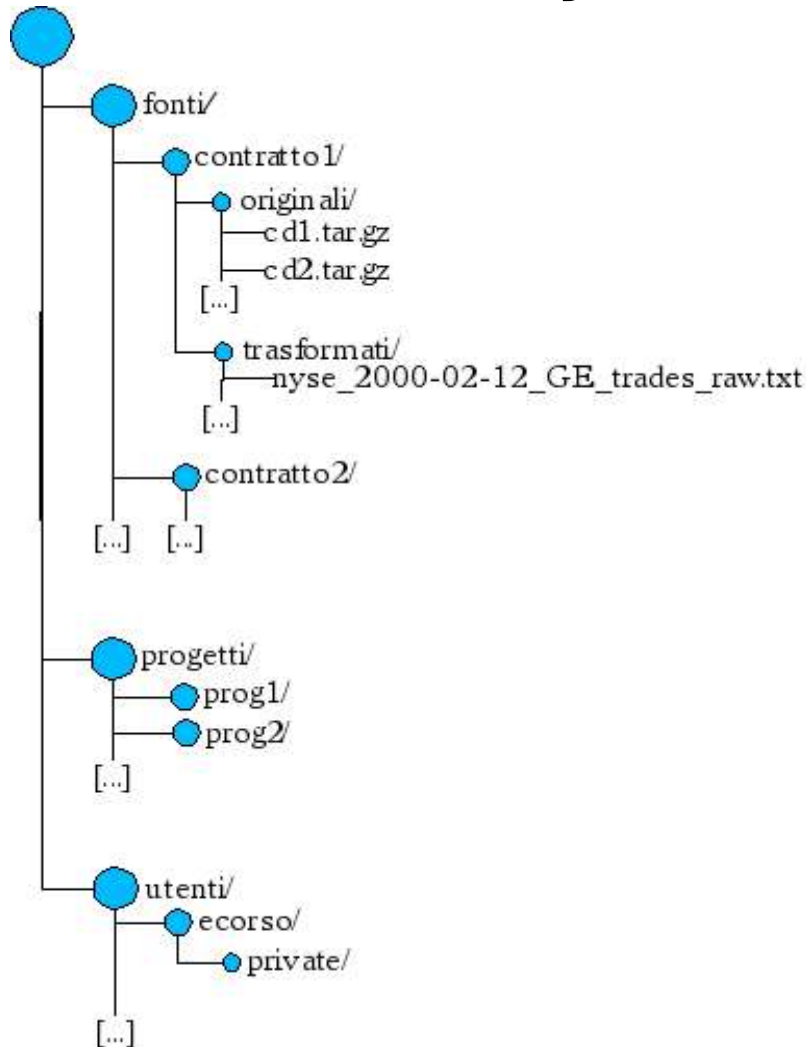 fonti/
contratto1/
originali/
cd1.tar.gz
cd2.tar.gz
[...]
trasformati/
nyse_2000-02-12_GE_trades_raw.txt
[...]
contratto2/
[...] [...]
progetti/
prog1/
prog2/
[...]
utenti/
ecorso/
private/
[...]